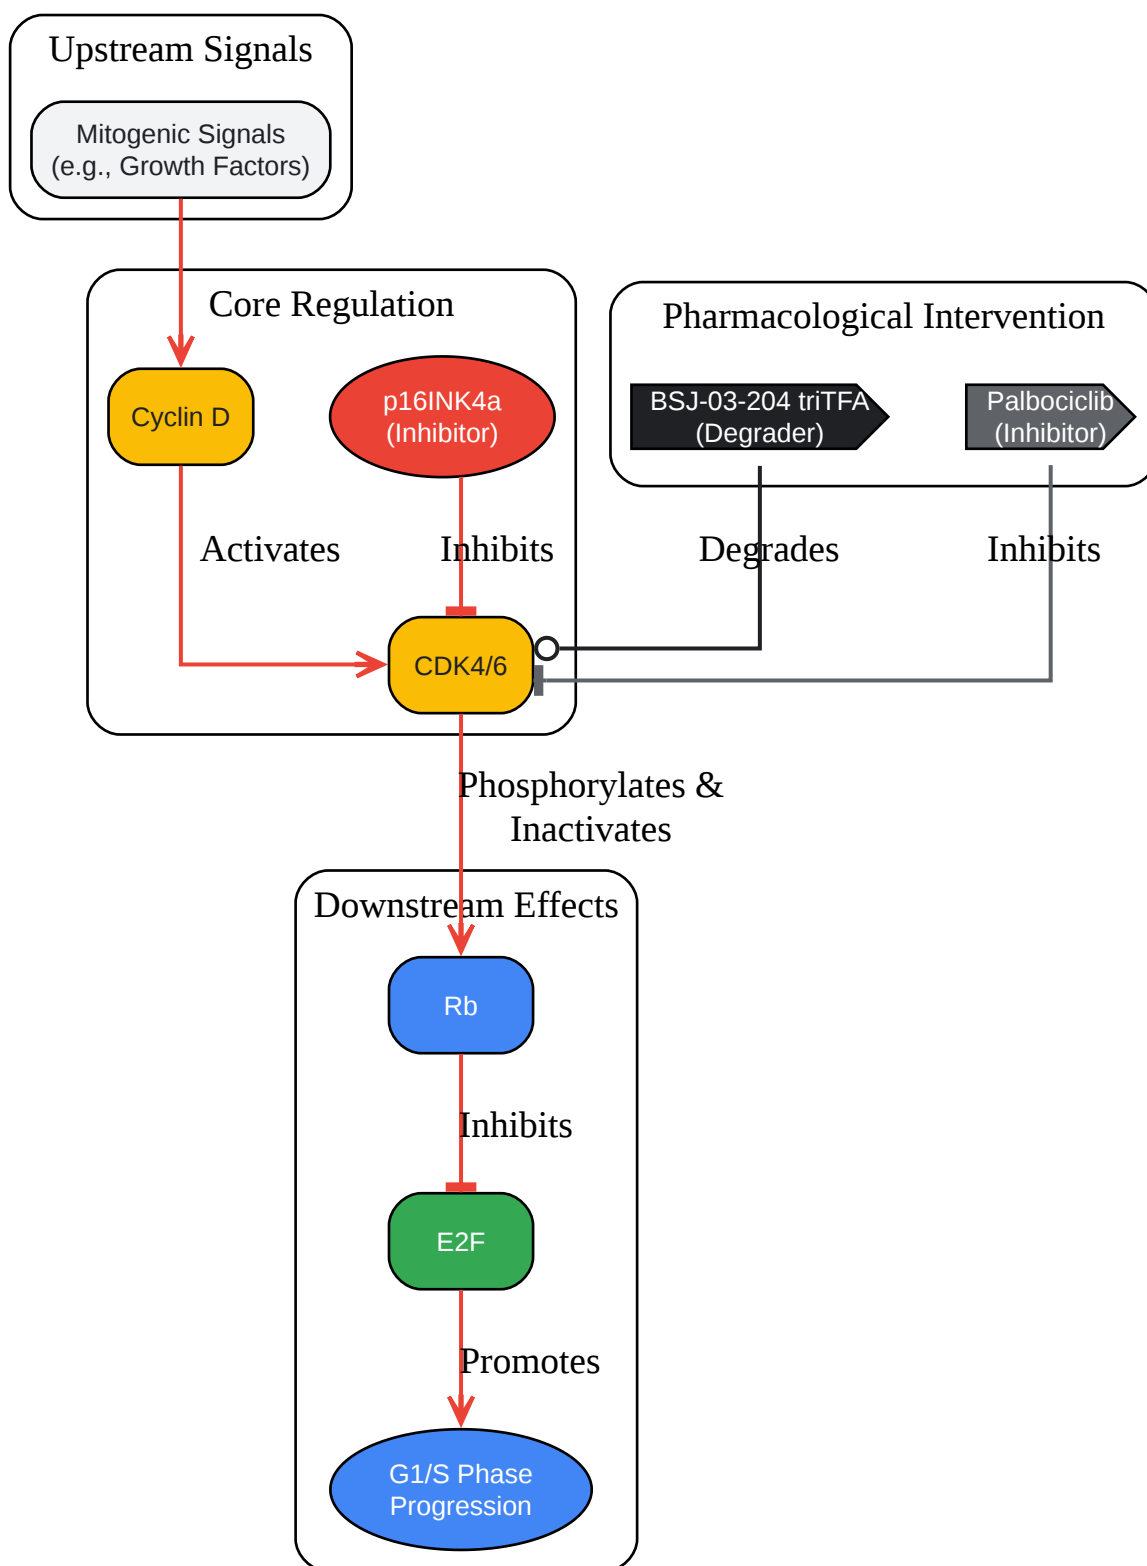 Upstream Signals
Mitogenic Signals
(e.g., Growth Factors)
Core Regulation
Pharmacological Intervention
Cyclin D
p16INK4a
(Inhibitor)
BSJ-03-204 triTFA
(Degrader)
Palbociclib
(Inhibitor)
Activates
Inhibits
Degrades
Inhibits
CDK4/6
Phosphorylates &
Inactivates
Downstream Effects
Rb
Inhibits
E2F
Promotes
G1/S Phase
Progression